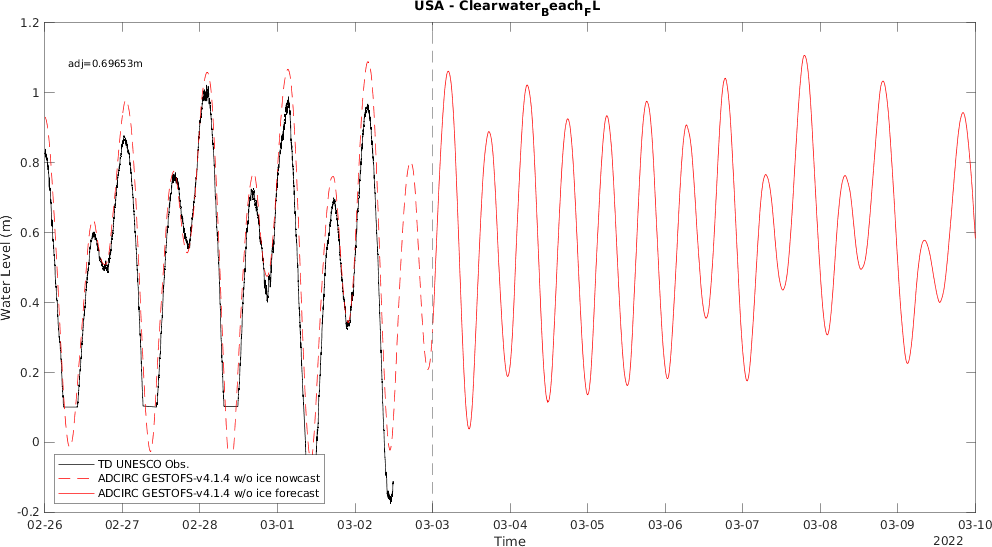 USA - ClearwaterBeachFL
adj=0.69653m
Water Level (m)
1.2
1
0.8
0.6
0.4
0.2
0
-0.2
TD UNESCO Obs.
ADCIRC GESTOFS-v4.1.4 w/o ice nowcast
ADCIRC GESTOFS-v4.1.4 w/o ice forecast
02-26 02-27 02-28 03-01 03-02 03-03 03-04 03-05 03-06 03-07 03-08 03-09 03-10
Time
2022